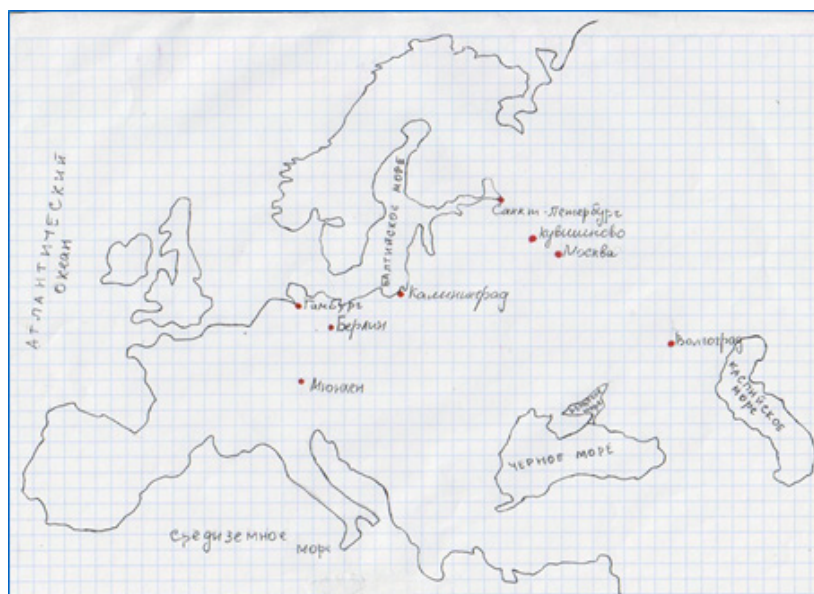 АТЛАНТИЧЕСКИЙ
Океан
БАЛТИЙСКОЕ МОРЕ
Санкт-Петербург
Кувшиново
Москва
Калининград
Гамбург
Берлин
Мюнхен
Волгоград
КАСПИЙСКОЕ
МОРЕ
ЧЕРНОЕ МОРЕ
Средиземное
море